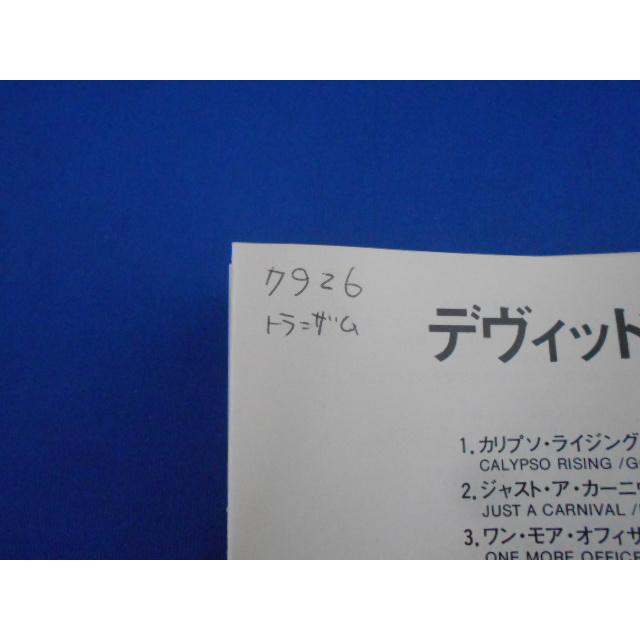 7926
トラ=ザム
デヴィッド
1.カリプソ・ライジング
CALYPSO RISING /G
2.ジャスト・ア・カーニ
JUST A CARNIVAL /
3.ワン・モア・オフィサ
ONE MORE OFFICE